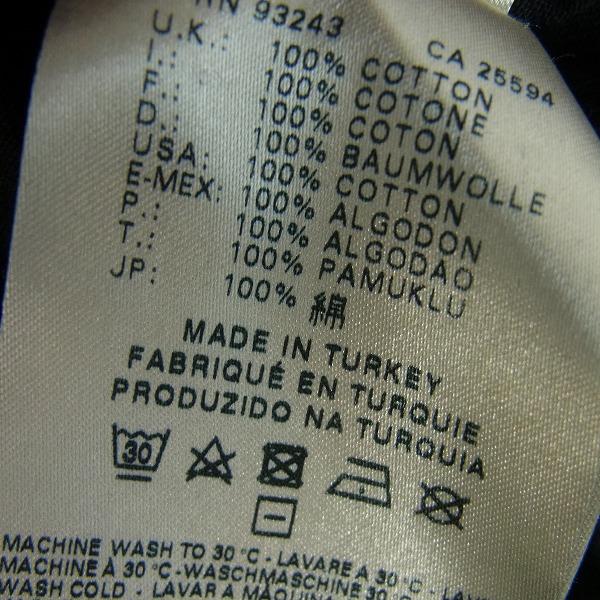 RN 93243 CA 25594
U.K.: 100% COTTON
I.: 100% COTONE
F.: 100% COTON
D.: 100% BAUMWOLLE
USA: 100% COTTON
E-MEX: 100% ALGODON
P.: 100% ALGODAO
T.: 100% PAMUKLU
JP: 100% 綿
MADE IN TURKEY
FABRIQUÉ EN TURQUIE
PRODUZIDO NA TURQUIA
30
MACHINE WASH TO 30 °C - LAVARE A 30 °C -
MACHINE À 30 °C - WASCHMASCHINE 30°
WASH COLD - LAVAR A MÁQUINA